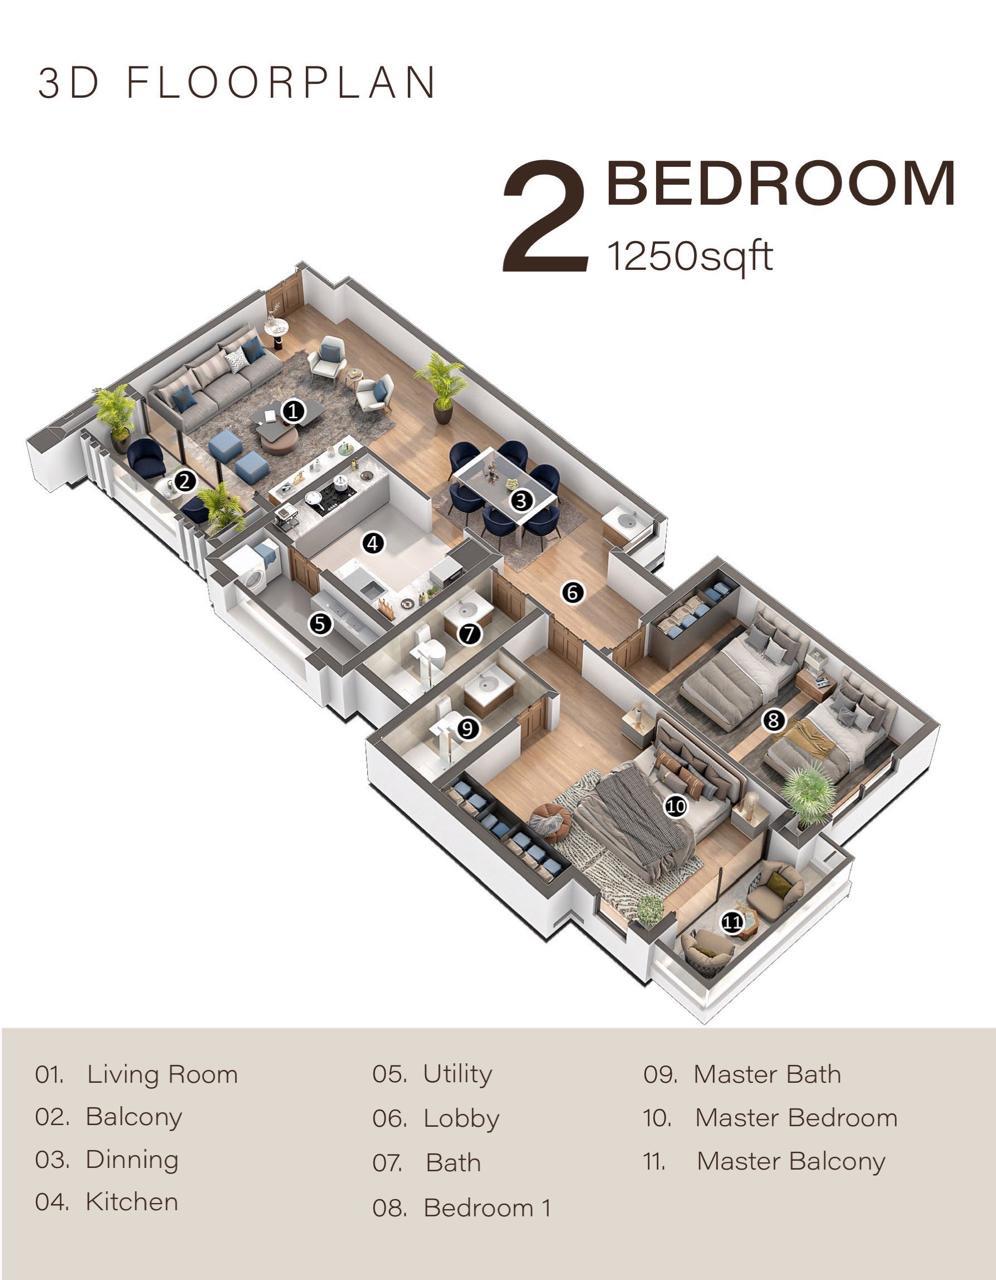 3D FLOORPLAN
2 BEDROOM
1250sqft
1
2
3
4
5
6
7
8
9
10
11
01. Living Room
02. Balcony
03. Dinning
04. Kitchen
05. Utility
06. Lobby
07. Bath
08. Bedroom 1
09. Master Bath
10. Master Bedroom
11. Master Balcony